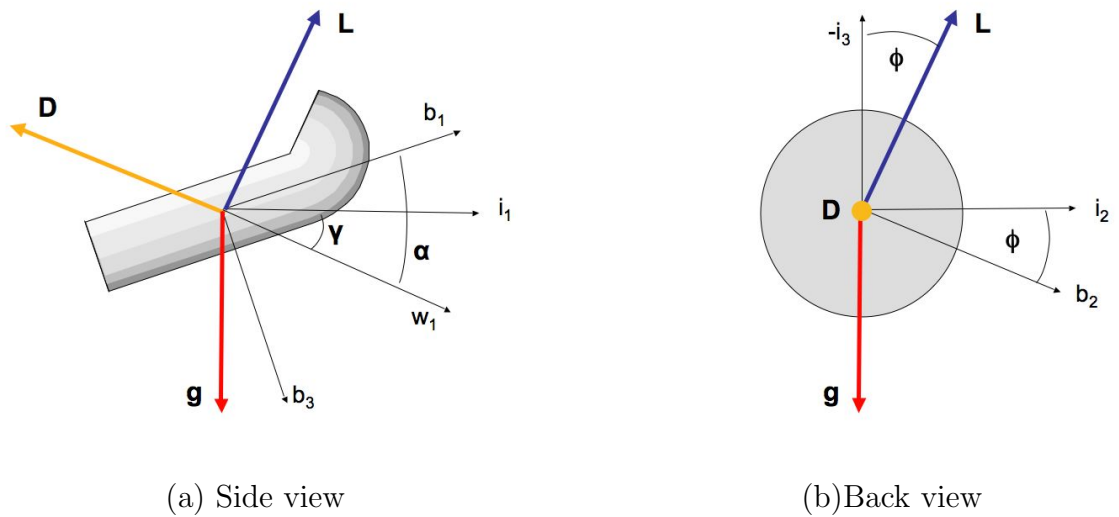 L
-i₃
L
ϕ
D
b₁
i₁
D
i₂
γ
α
ϕ
w₁
b₂
g
b₃
g
(a) Side view
(b)Back view